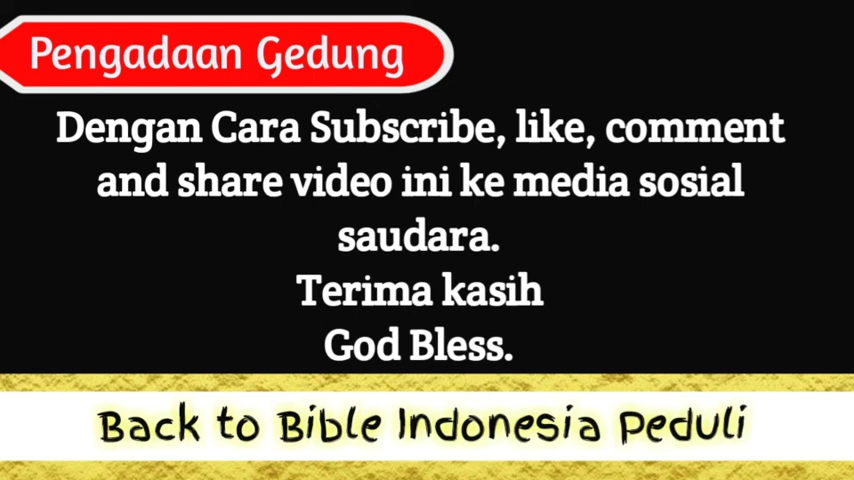 Pengadaan Gedung
Dengan Cara Subscribe, like, comment
and share video ini ke media sosial
saudara.
Terima kasih
God Bless.
Back to Bible Indonesia Peduli